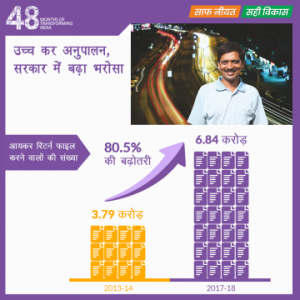 48 MONTHS OF
TRANSFORMING
INDIA
साफ नीयत सही विकास
उच्च कर अनुपालन,
सरकार में बढ़ा भरोसा
आयकर रिटर्न फाइल
करने वालों की संख्या
80.5%
की बढ़ोतरी
6.84 करोड़
3.79 करोड़
2013-14 2017-18